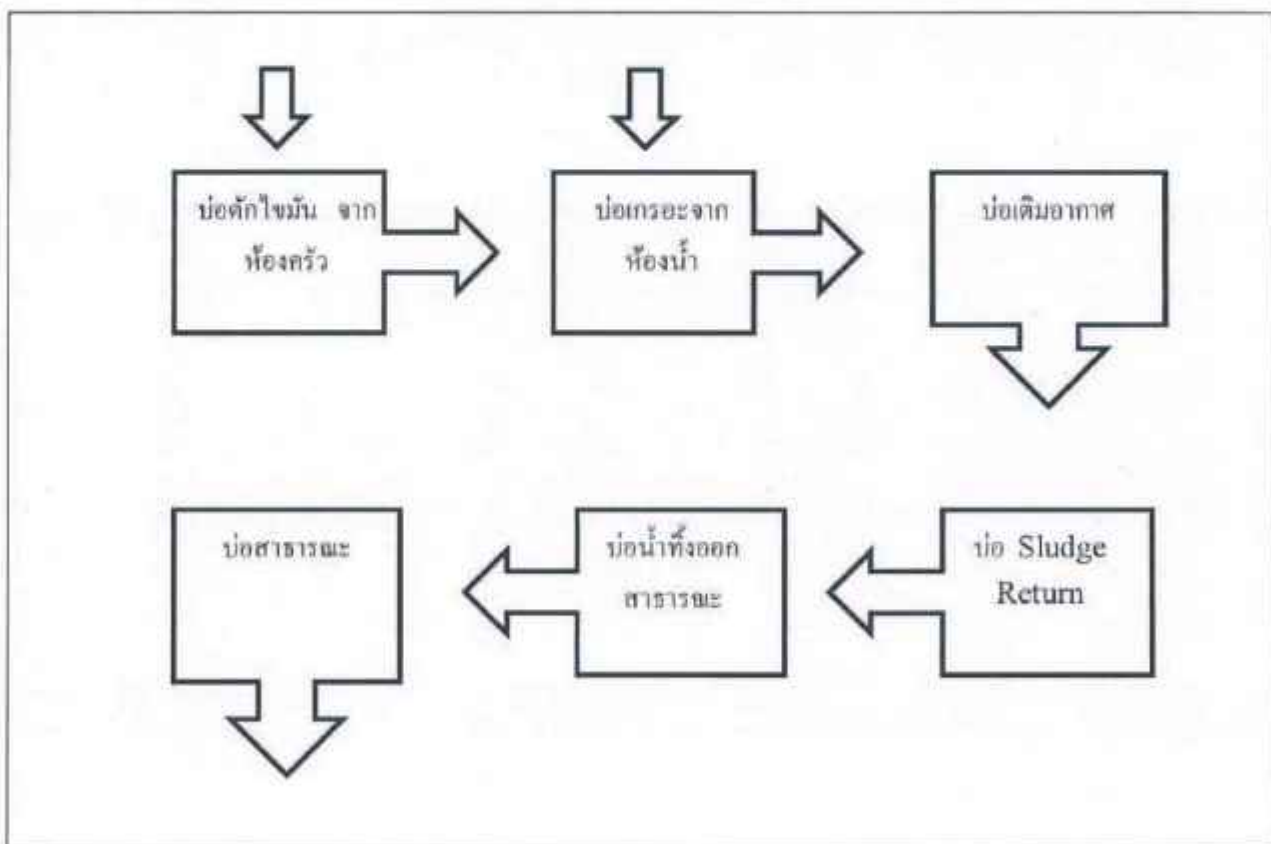 บ่อดักไขมัน จาก
ห้องครัว
บ่อเกรอะจาก
ห้องน้ำ
บ่อเติมอากาศ
บ่อสาธารณะ
บ่อน้ำทิ้งออก
สาธารณะ
บ่อ Sludge
Return